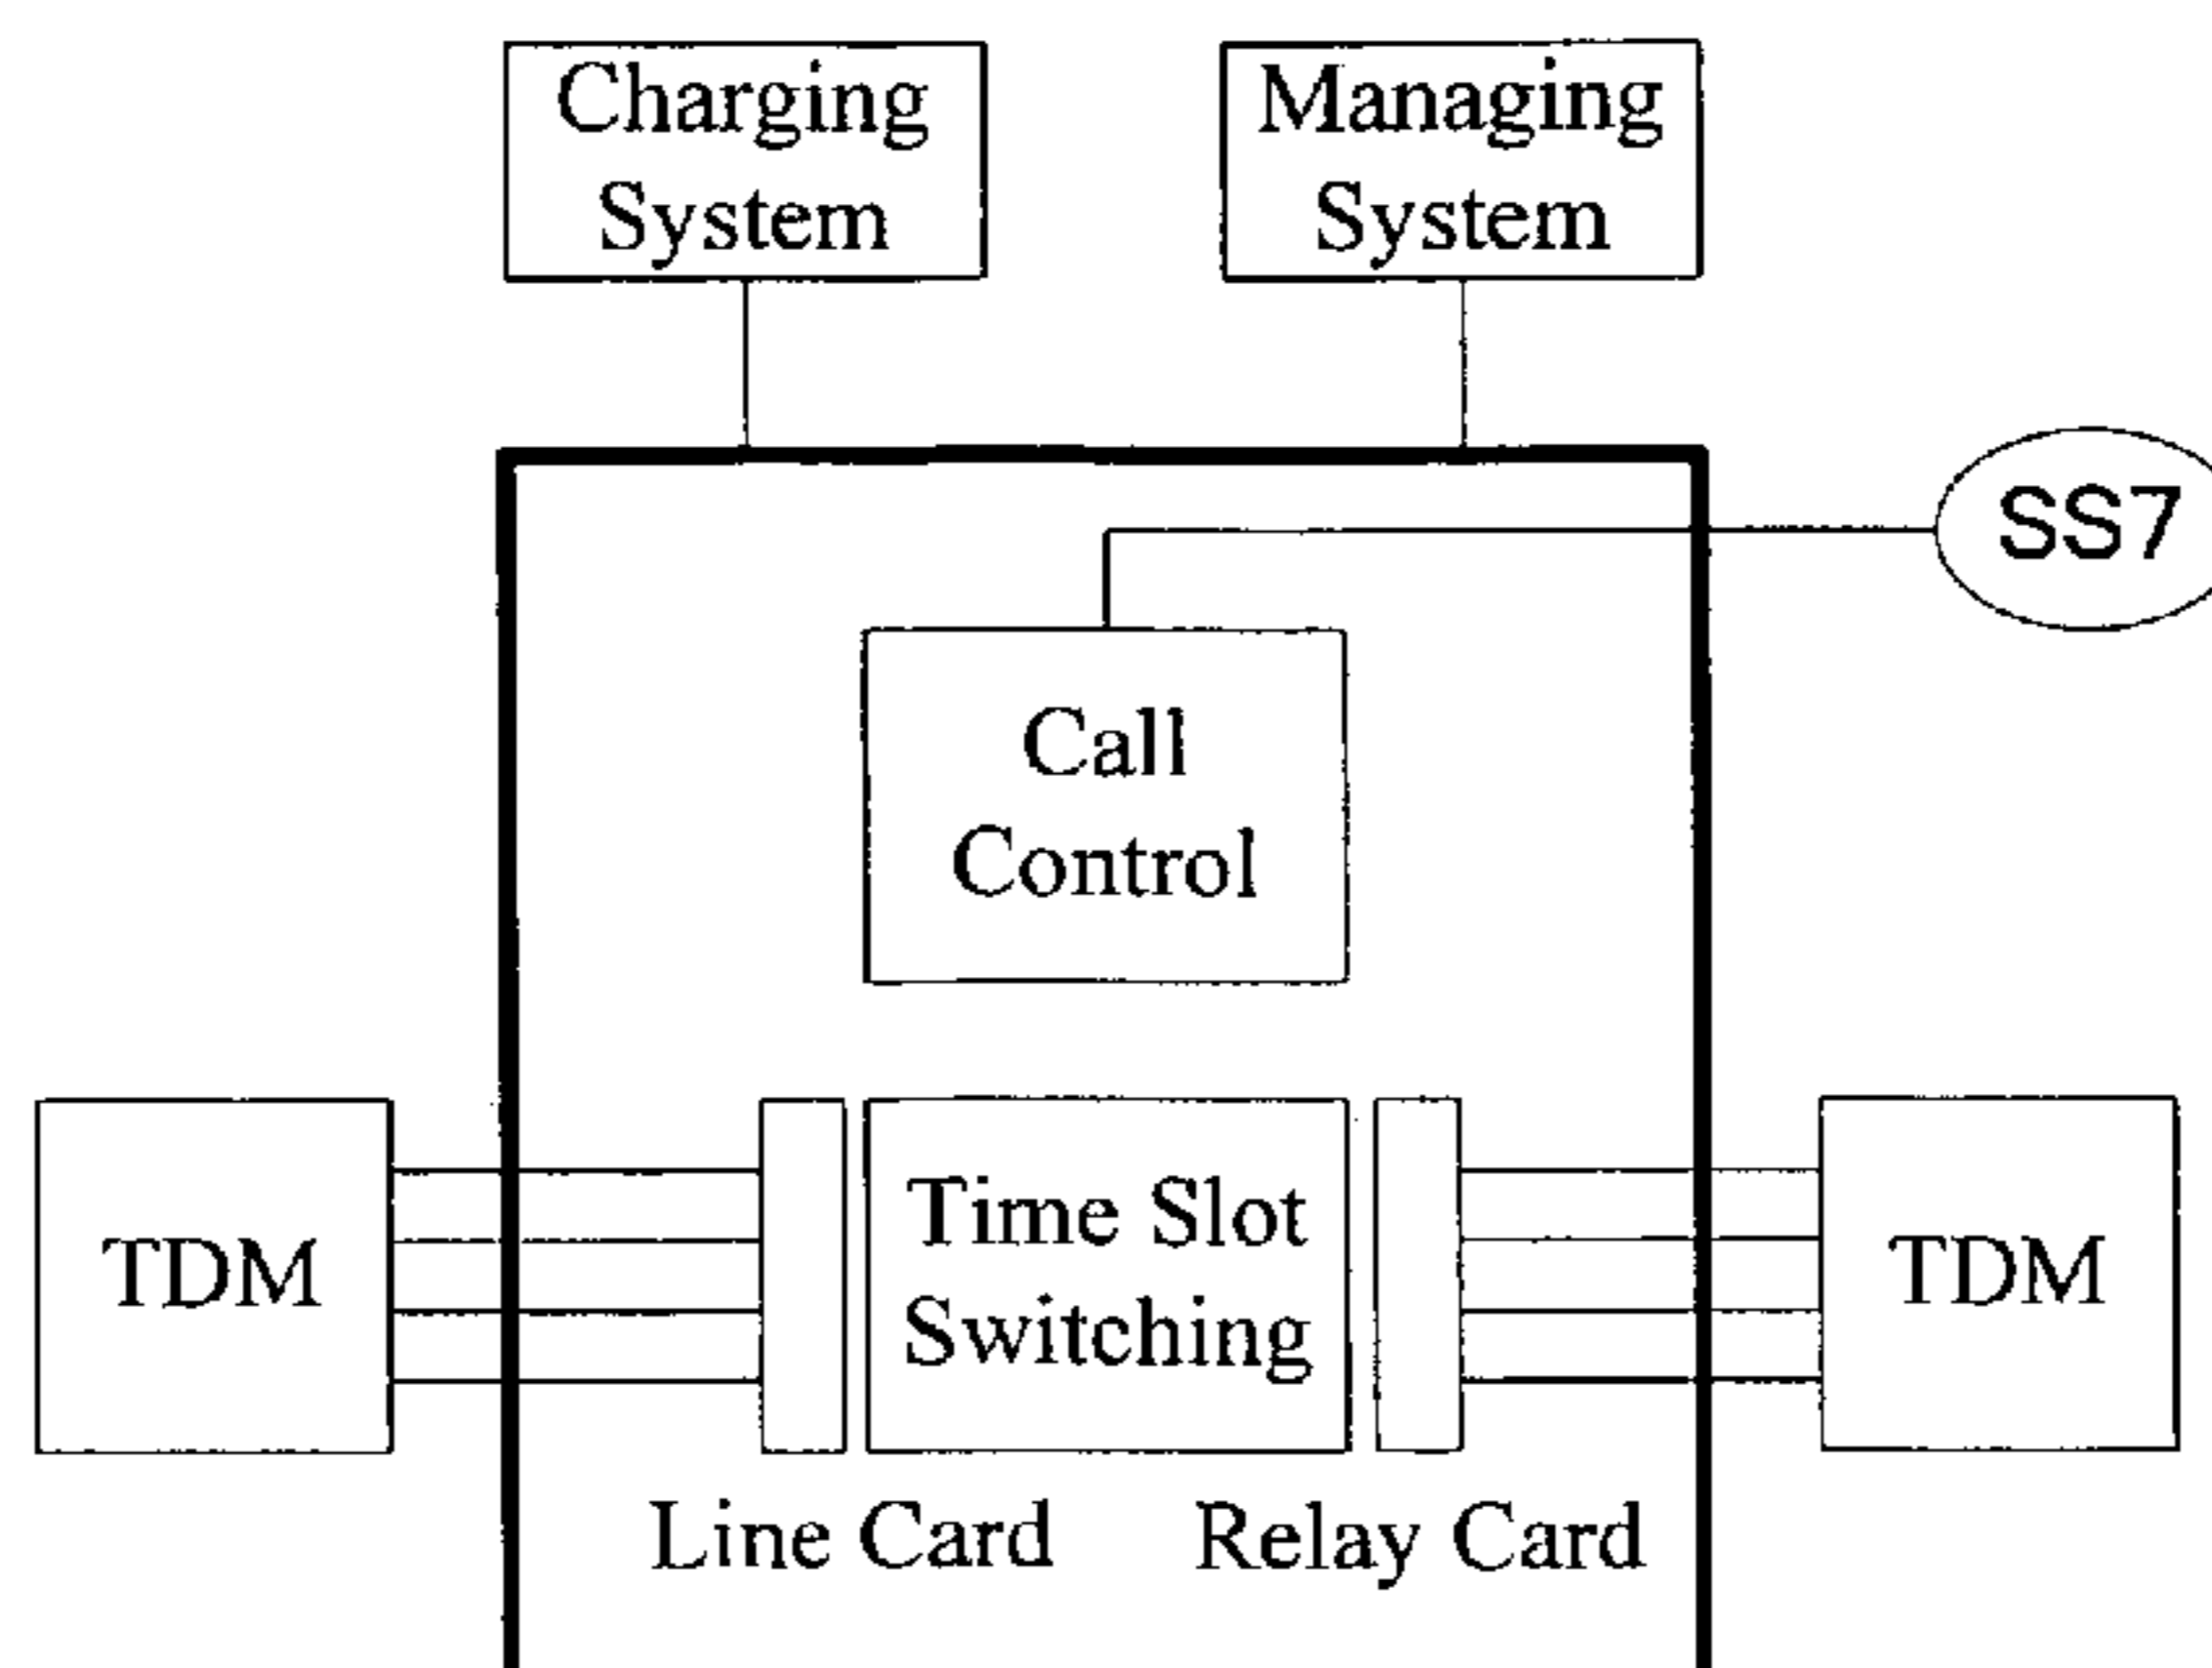 Charging
System
Managing
System
SS7
Call
Control
TDM
Time Slot
Switching
TDM
Line Card
Relay Card